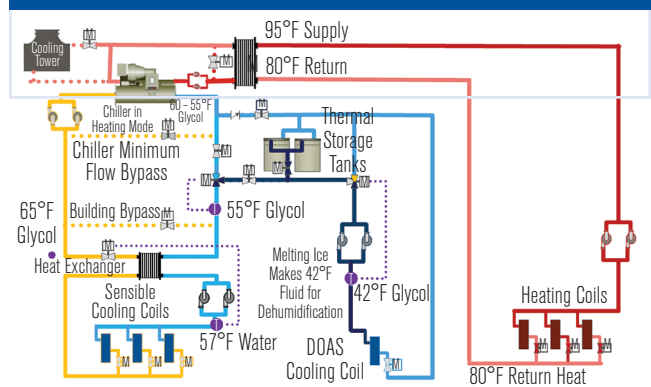 95°F Supply
Cooling
Tower
M
M
80°F Return
Chiller in
Heating Mode
80 – 55°F
Glycol
M
Thermal
Storage
Tanks
M
Chiller Minimum
Flow Bypass
M
M
M
M
M
65°F
Glycol
Building Bypass
M
55°F Glycol
M
Heat Exchanger
Melting Ice
Makes 42°F
Fluid for
Dehumidification
42°F Glycol
Sensible
Cooling Coils
Heating Coils
57°F Water
DOAS
Cooling Coil
M
M
M
M
M
M
M
80°F Return Heat